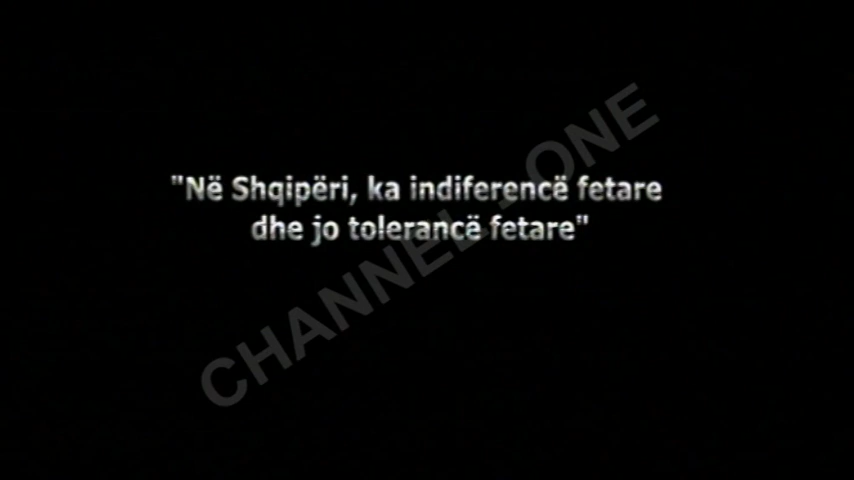 "Në Shqipëri, ka indiferencë fetare
dhe jo tolerancë fetare"
CHANNEL - ONE